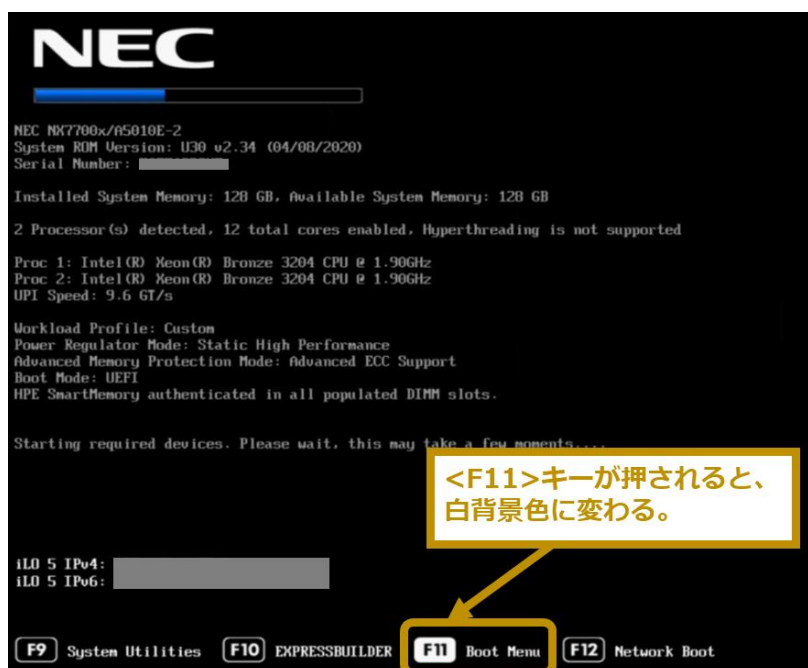 NEC
NEC NX7700x/A5010E-2
System ROM Version: U30 v2.34 (04/08/2020)
Serial Number:
Installed System Memory: 128 GB, Available System Memory: 128 GB
2 Processor(s) detected, 12 total cores enabled, Hyperthreading is not supported
Proc 1: Intel(R) Xeon(R) Bronze 3204 CPU @ 1.90GHz
Proc 2: Intel(R) Xeon(R) Bronze 3204 CPU @ 1.90GHz
UPI Speed: 9.6 GT/s
Workload Profile: Custom
Power Regulator Mode: Static High Performance
Advanced Memory Protection Mode: Advanced ECC Support
Boot Mode: UEFI
HPE SmartMemory authenticated in all populated DIMM slots.
Starting required devices. Please wait, this may take a few moments....
<F11>キーが押されると、
白背景色に変わる。
iLO 5 IPv4:
iLO 5 IPv6:
F9 System Utilities F10 EXPRESSBUILDER F11 Boot Menu F12 Network Boot